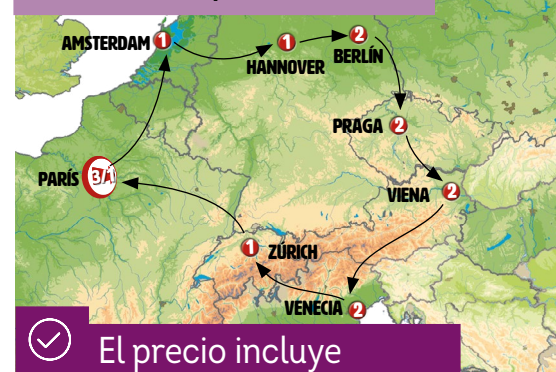 AMSTERDAM 1
1
HANNOVER
2
BERLÍN
PRAGA 2
PARÍS 3/1
VIENA 2
1 ZÚRICH
VENECIA 2
El precio incluye